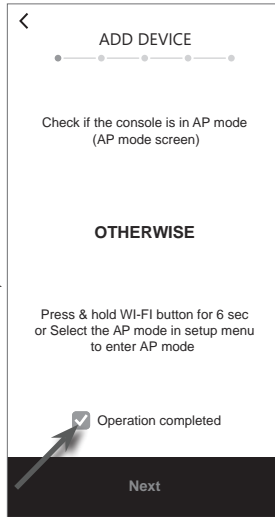 ADD DEVICE
Check if the console is in AP mode
(AP mode screen)
OTHERWISE
Press & hold WI-FI button for 6 sec
or Select the AP mode in setup menu
to enter AP mode
Operation completed
Next